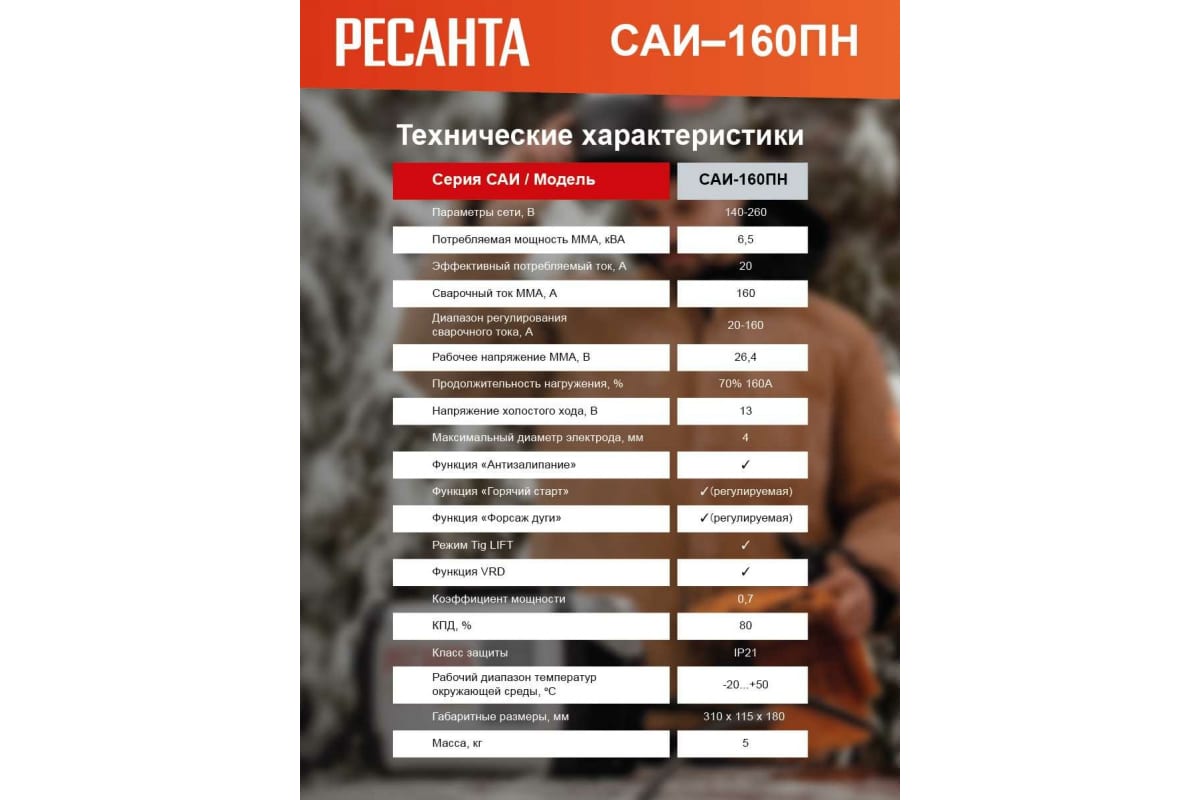 РЕСАНТА САИ–160ПН
Технические характеристики
Серия САИ / Модель САИ-160ПН
Параметры сети, В 140-260
Потребляемая мощность ММА, кВА 6,5
Эффективный потребляемый ток, А 20
Сварочный ток ММА, А 160
Диапазон регулирования
сварочного тока, А 20-160
Рабочее напряжение ММА, В 26,4
Продолжительность нагружения, % 70% 160А
Напряжение холостого хода, В 13
Максимальный диаметр электрода, мм 4
Функция «Антизалипание» ✓
Функция «Горячий старт» ✓(регулируемая)
Функция «Форсаж дуги» ✓(регулируемая)
Режим Tig LIFT ✓
Функция VRD ✓
Коэффициент мощности 0,7
КПД, % 80
Класс защиты IP21
Рабочий диапазон температур
окружающей среды, °С -20...+50
Габаритные размеры, мм 310 x 115 x 180
Масса, кг 5